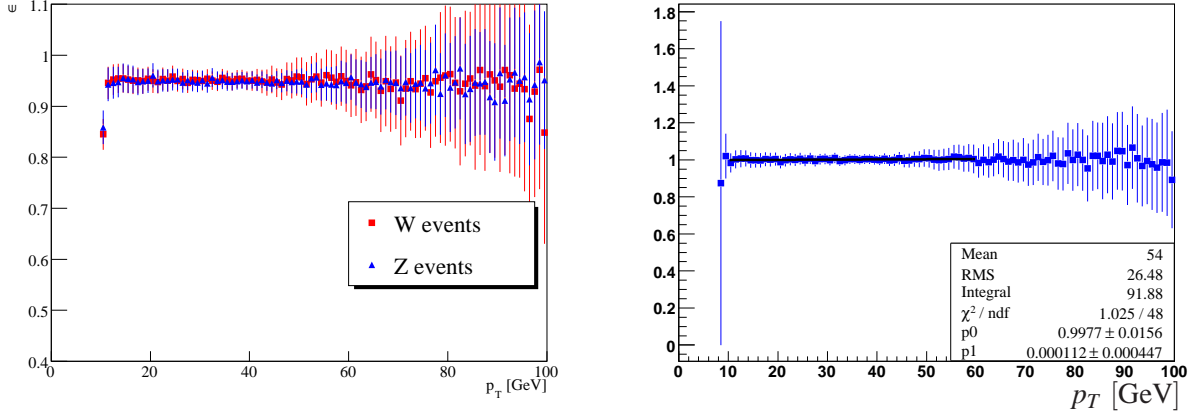 ∈
1.1
1
0.9
0.8
0.7
0.6
0.5
0.4
0 20 40 60 80 100
p_T [GeV]
W events
Z events
1.8
1.6
1.4
1.2
1
0.8
0.6
0.4
0.2
0
0 10 20 30 40 50 60 70 80 90 100
p_T [GeV]
Mean 54
RMS 26.48
Integral 91.88
χ² / ndf 1.025 / 48
p0 0.9977 ± 0.0156
p1 0.000112 ± 0.000447